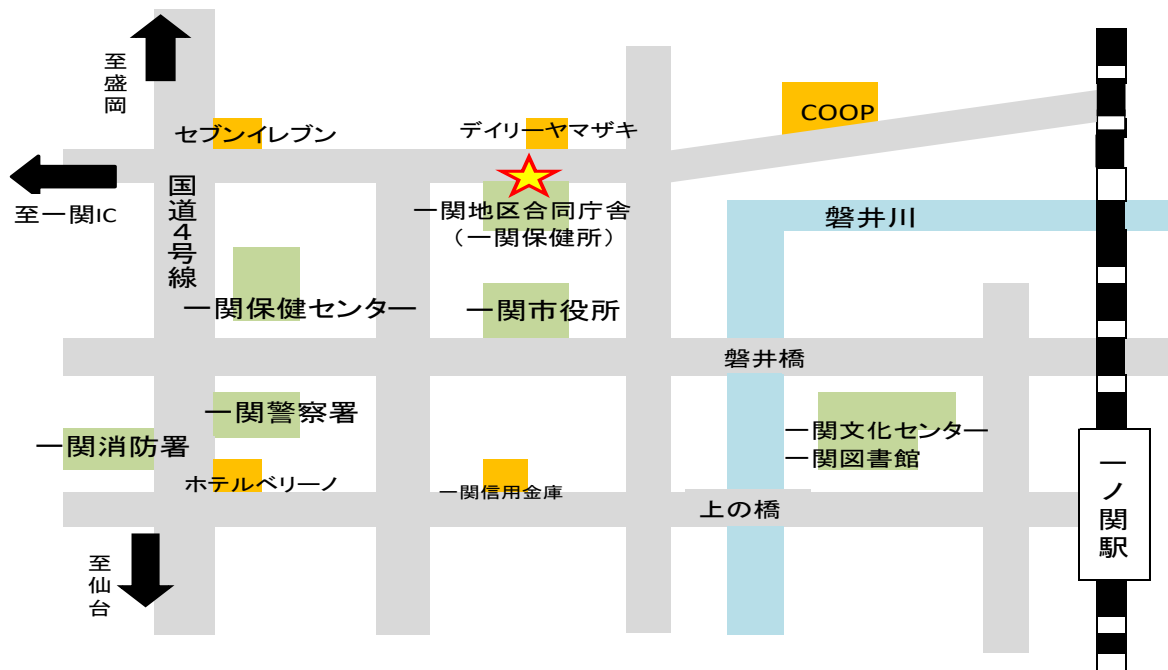 至盛岡
セブンイレブン
デイリーヤマザキ
COOP
至一関IC
国道4号線
一関地区合同庁舎
（一関保健所）
磐井川
一関保健センター
一関市役所
磐井橋
一関警察署
一関消防署
一関文化センター
一関図書館
ホテルベリーノ
一関信用金庫
上の橋
一ノ関駅
至仙台